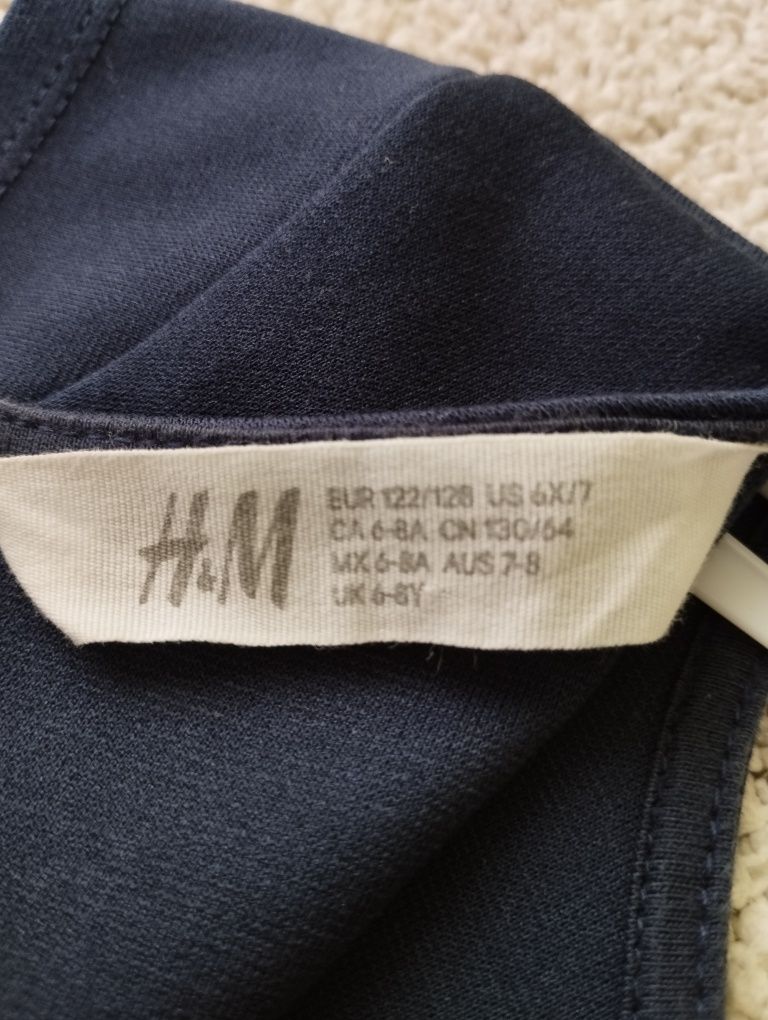 H&M
EUR 122/128 US 6X/7
CA 6-8A CN 130/64
MX 6-8A AUS 7-8
UK 6-8Y